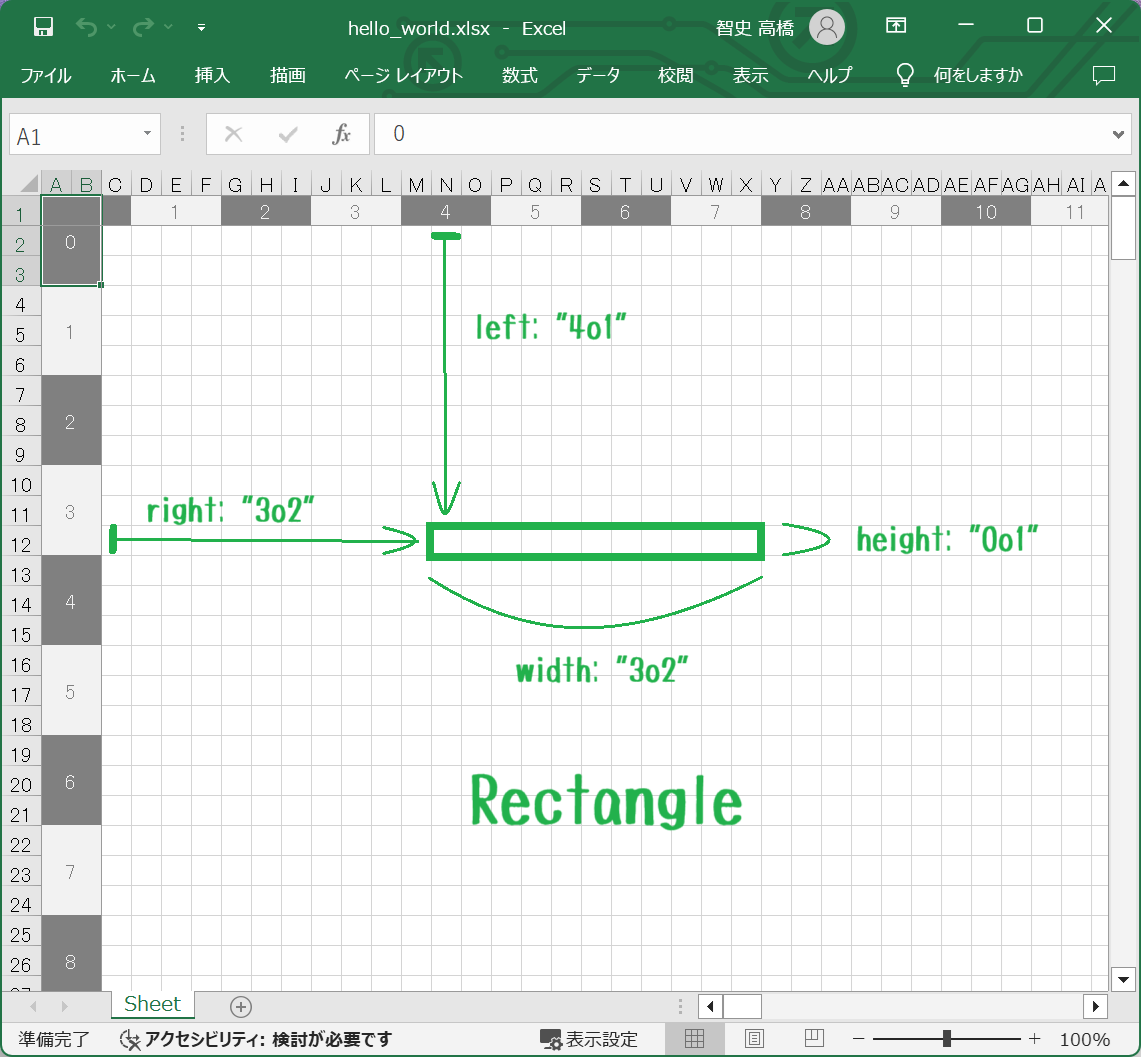 hello_world.xlsx - Excel 智史 高橋
ファイル ホーム 挿入 描画 ページ レイアウト 数式 データ 校閲 表示 ヘルプ 何をしますか
A1 fx 0
A B C D E F G H I J K L M N O P Q R S T U V W X Y Z AA AB AC AD AE AF AG AH AI A
1 1 2 3 4 5 6 7 8 9 10 11
2 0
3
4
5 1 left: "4o1"
6
7
8 2
9
10
11 3 right: "3o2"
12 height: "0o1"
13
14 4
15
16 width: "3o2"
17 5
18
19
20 6 Rectangle
21
22
23 7
24
25
26 8
Sheet
準備完了 アクセシビリティ: 検討が必要です 表示設定 100%